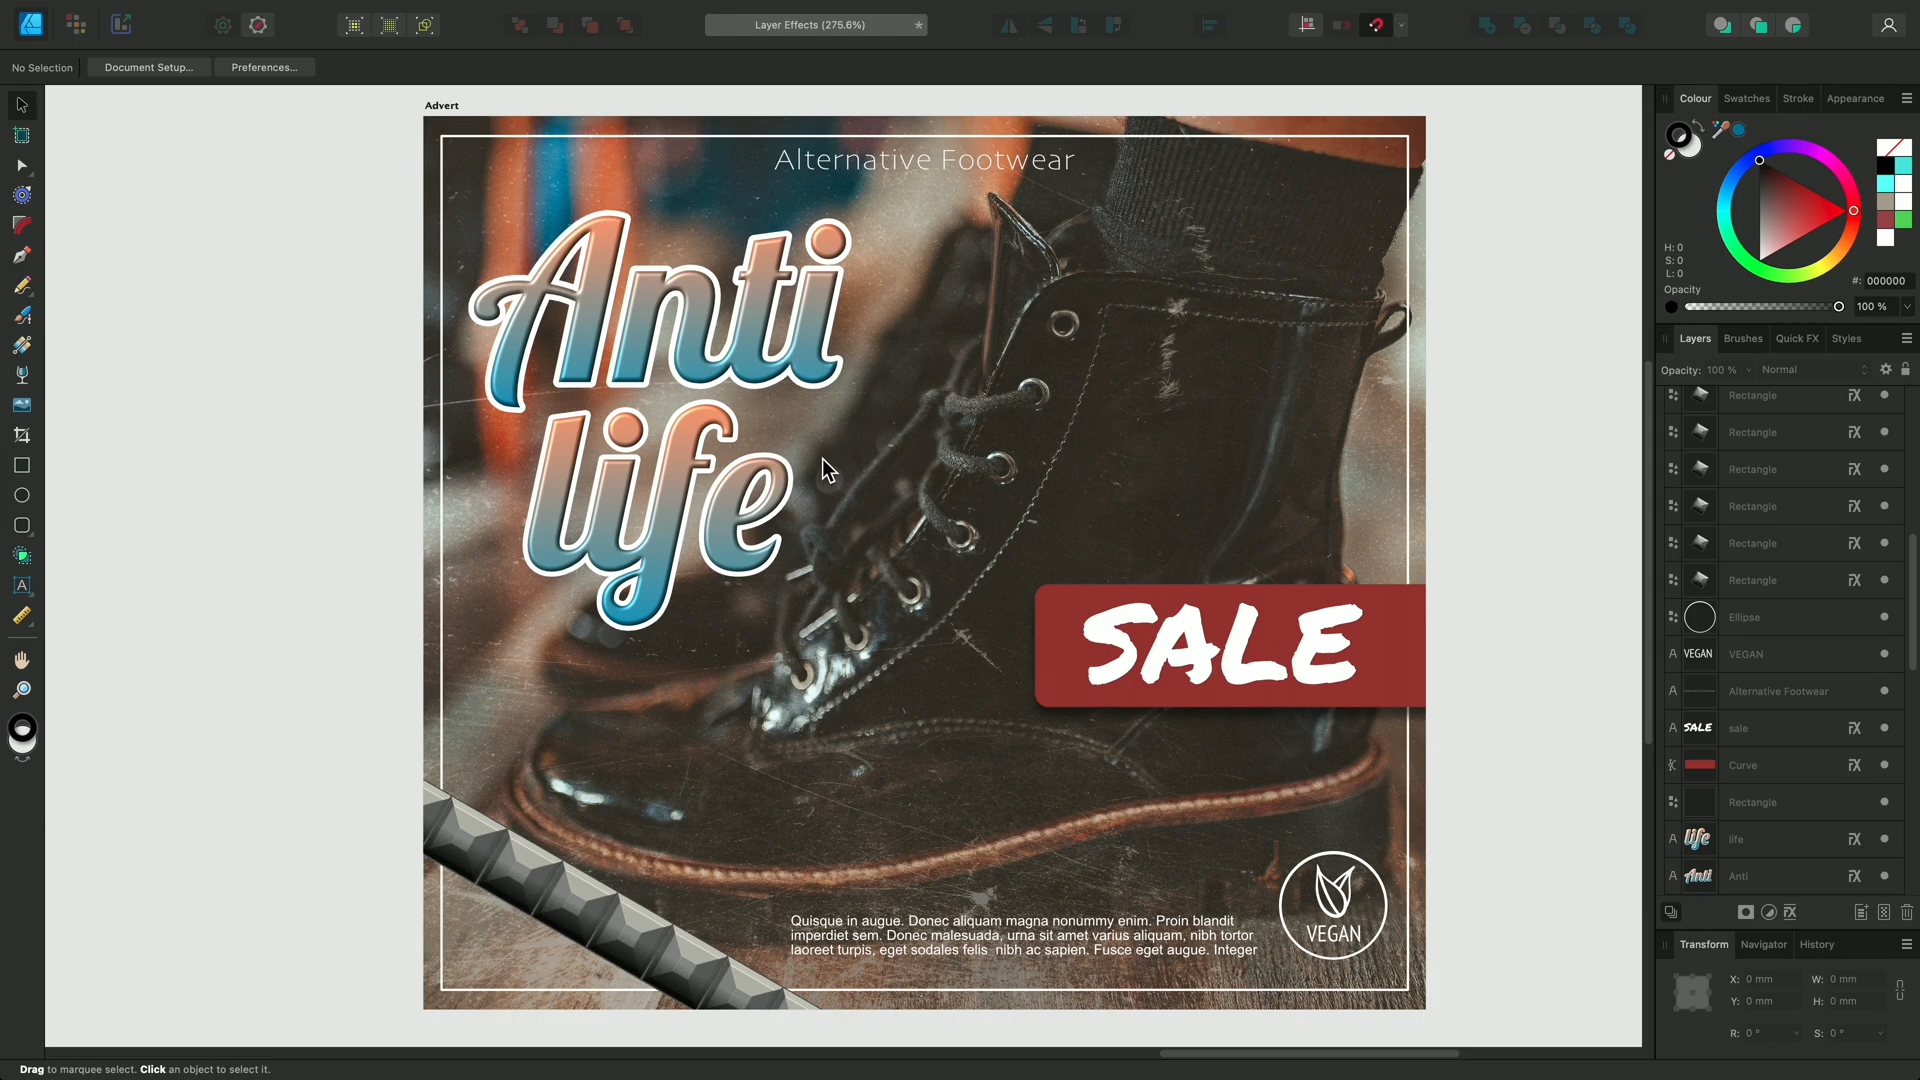 Layer Effects (275.6%)
*
No Selection
Document Setup...
Preferences...
Advert
Alternative Footwear
Anti
life
SALE
VEGAN
Quisque in augue. Donec aliquam magna nonummy enim. Proin blandit
imperdiet sem. Donec malesuada, urna sit amet varius aliquam, nibh tortor
laoreet turpis, eget sodales felis nibh ac sapien. Fusce eget augue. Integer
Colour
Swatches
Stroke
Appearance
H: 0
S: 0
L: 0
#: 000000
Opacity
100 %
Layers
Brushes
Quick FX
Styles
Opacity: 100 %
Normal
Rectangle
Rectangle
Rectangle
Rectangle
Rectangle
Rectangle
Ellipse
A VEGAN VEGAN
A Alternative Footwear
A SALE sale
Curve
Rectangle
A life life
A Anti Anti
Transform
Navigator
History
X: 0 mm W: 0 mm
Y: 0 mm H: 0 mm
R: 0 ° S: 0 °
Drag to marquee select. Click an object to select it.